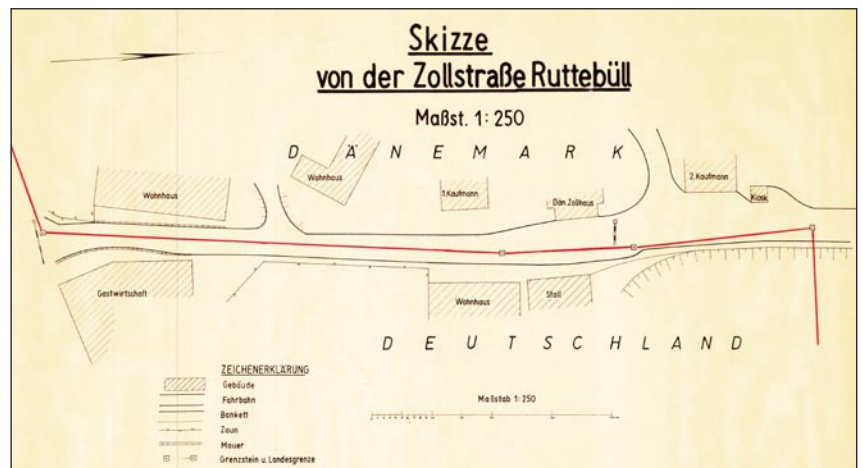 Skizze
von der Zollstraße Ruttebüll
Maßst. 1: 250
D Ä N E M A R K
Wohnhaus
Wohnhaus
1. Kaufmann
Dän. Zollhaus
2. Kaufmann
Kiosk
Gastwirtschaft
Wohnhaus
Stall
D E U T S C H L A N D
ZEICHENERKLÄRUNG
Gebäude
Fahrbahn
Bankett
Zaun
Mauer
Grenzstein u. Landesgrenze
Maßstab 1: 250